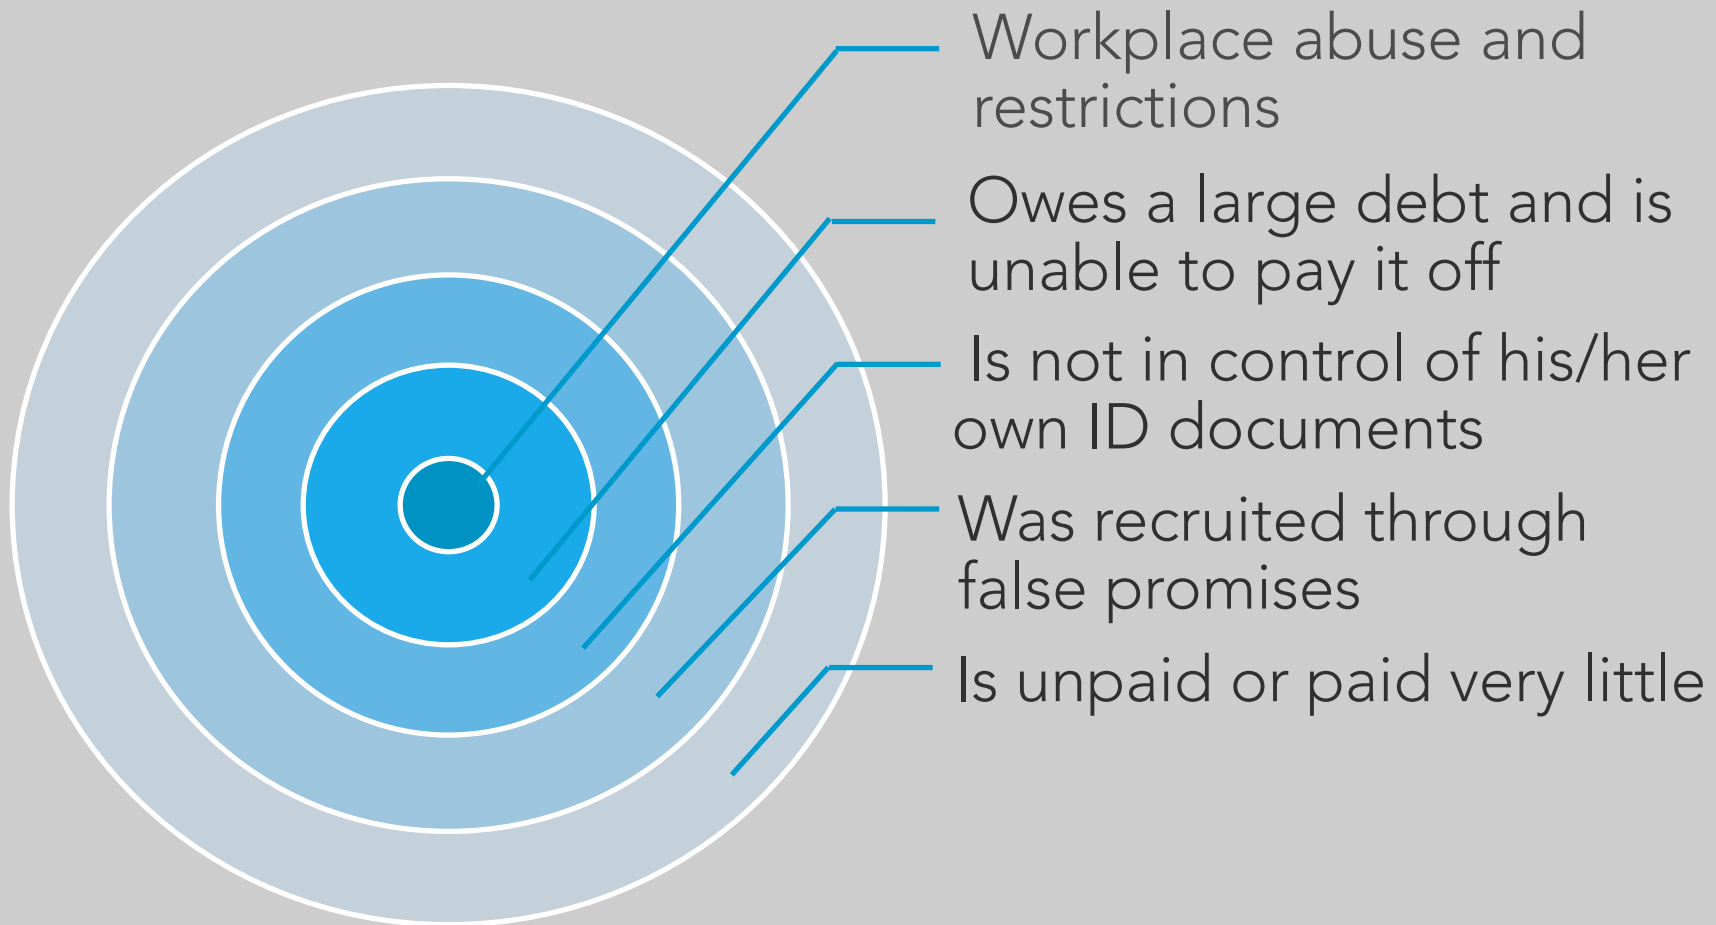 Workplace abuse and
restrictions
Owes a large debt and is
unable to pay it off
Is not in control of his/her
own ID documents
Was recruited through
false promises
Is unpaid or paid very little